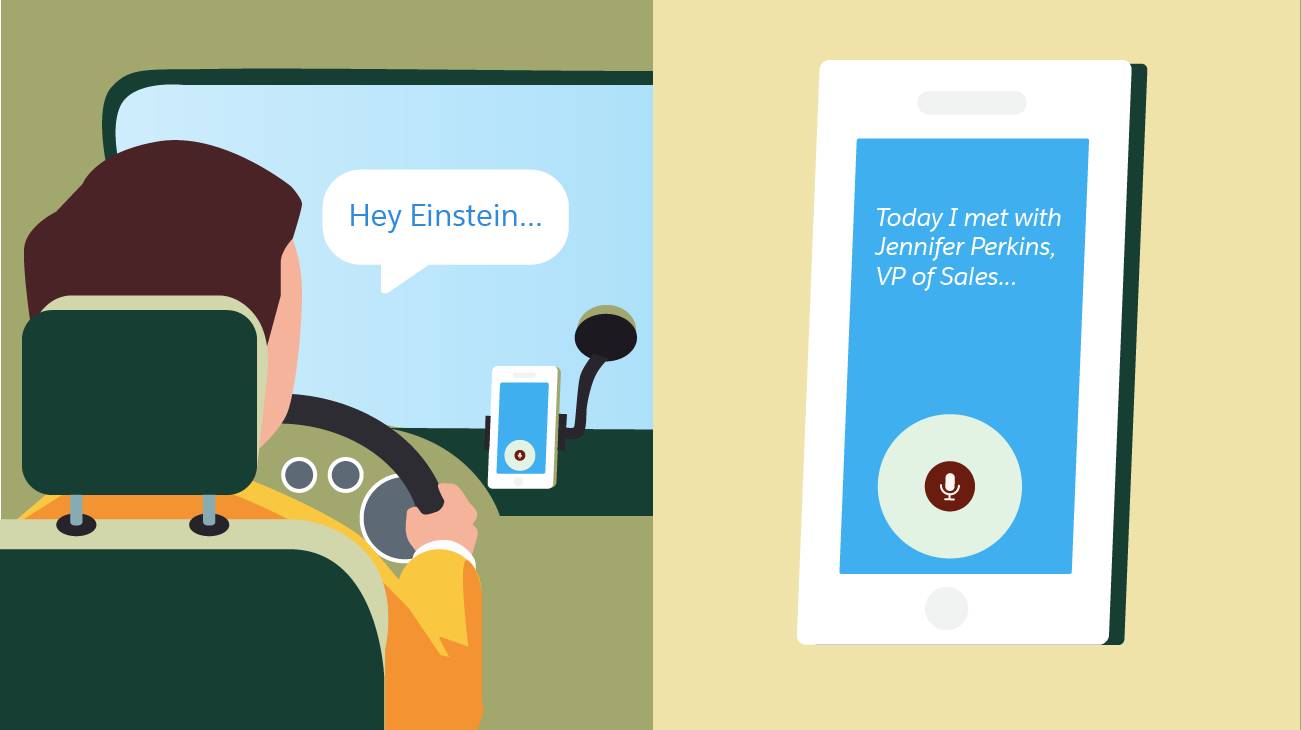 Hey Einstein...
Today I met with
Jennifer Perkins,
VP of Sales...